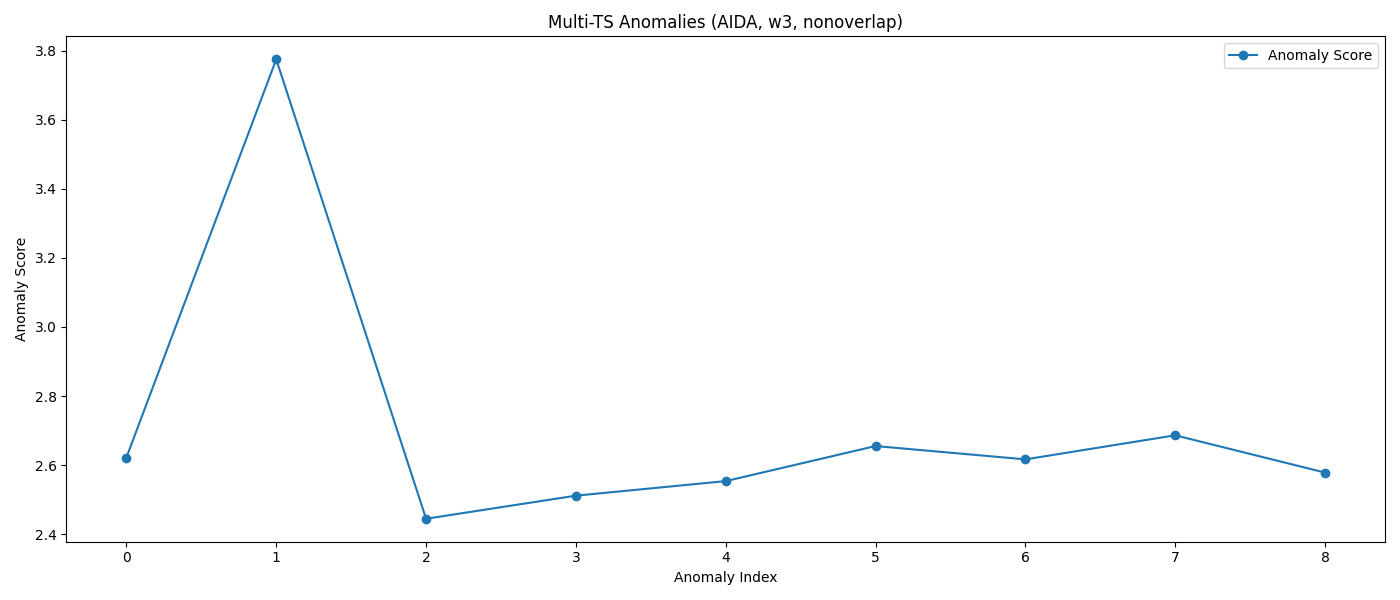 Multi-TS Anomalies (AIDA, w3, nonoverlap)
Anomaly Score
3.8
3.6
3.4
3.2
3.0
2.8
2.6
2.4
Anomaly Score
0 1 2 3 4 5 6 7 8
Anomaly Index